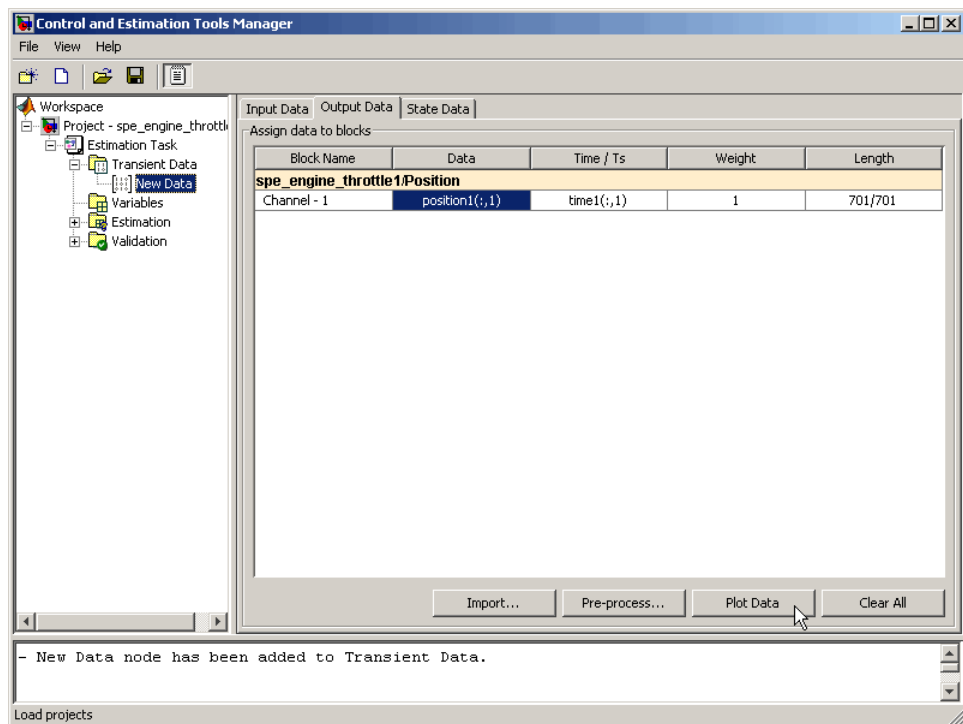 Control and Estimation Tools Manager
File View Help
Workspace
Project - spe_engine_throttl
Estimation Task
Transient Data
New Data
Variables
Estimation
Validation
Input Data Output Data State Data
Assign data to blocks
Block Name Data Time / Ts Weight Length
spe_engine_throttle1/Position
Channel - 1 position1(:,1) time1(:,1) 1 701/701
Import... Pre-process... Plot Data Clear All
- New Data node has been added to Transient Data.
Load projects